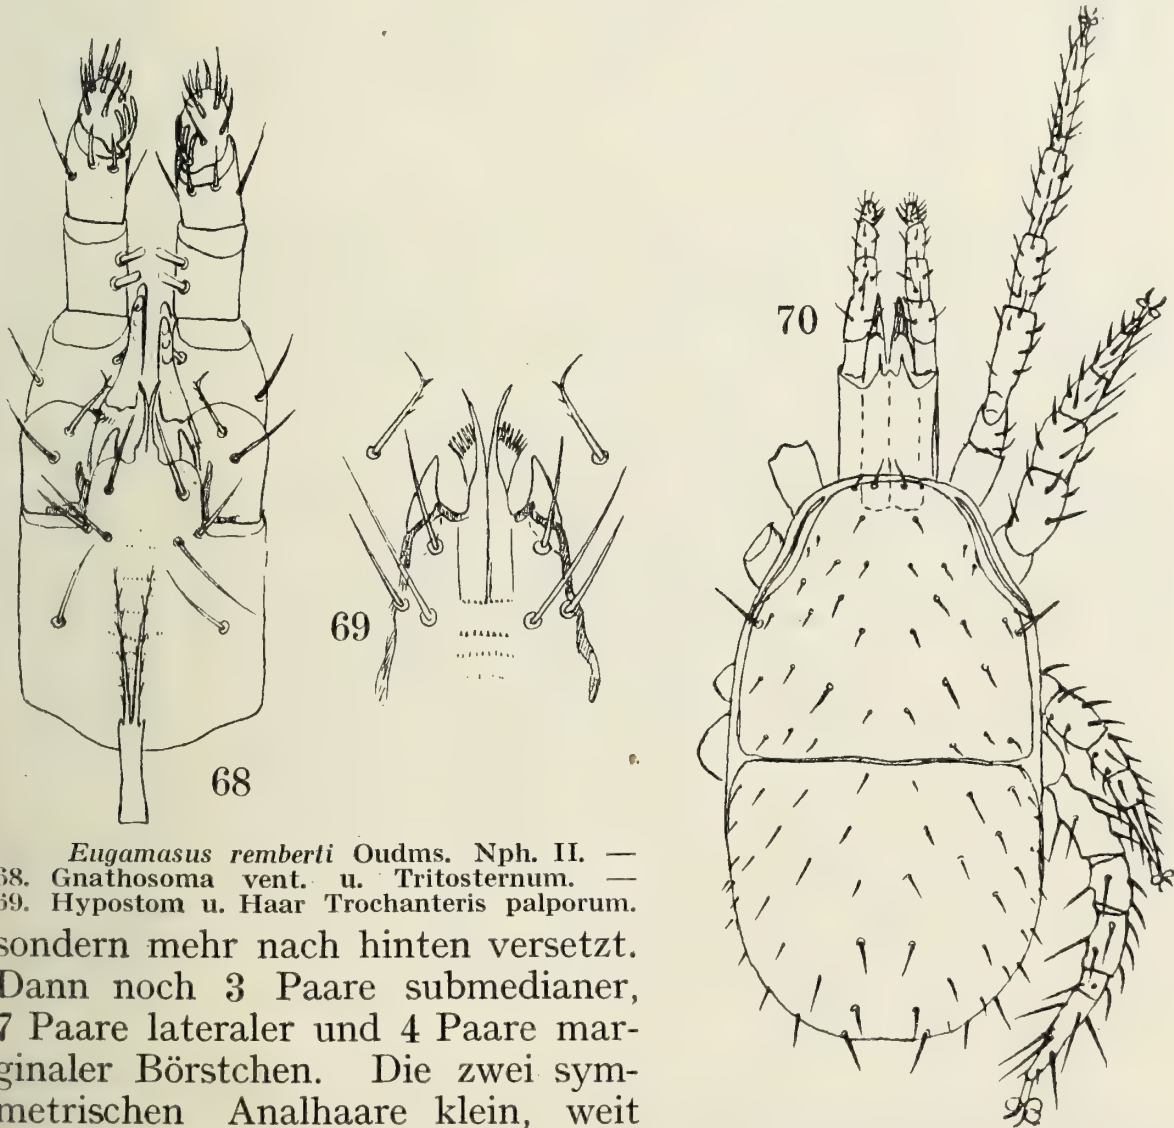 70
69
68
Eugamasus remberti Oudms. Nph. II. —
68. Gnathosoma vent. u. Tritosternum. —
69. Hypostom u. Haar Trochanteris palporum.
sondern mehr nach hinten versetzt.
Dann noch 3 Paare submedianer,
7 Paare lateraler und 4 Paare mar-
ginaler Börstchen. Die zwei sym-
metrischen Analhaare klein, weit